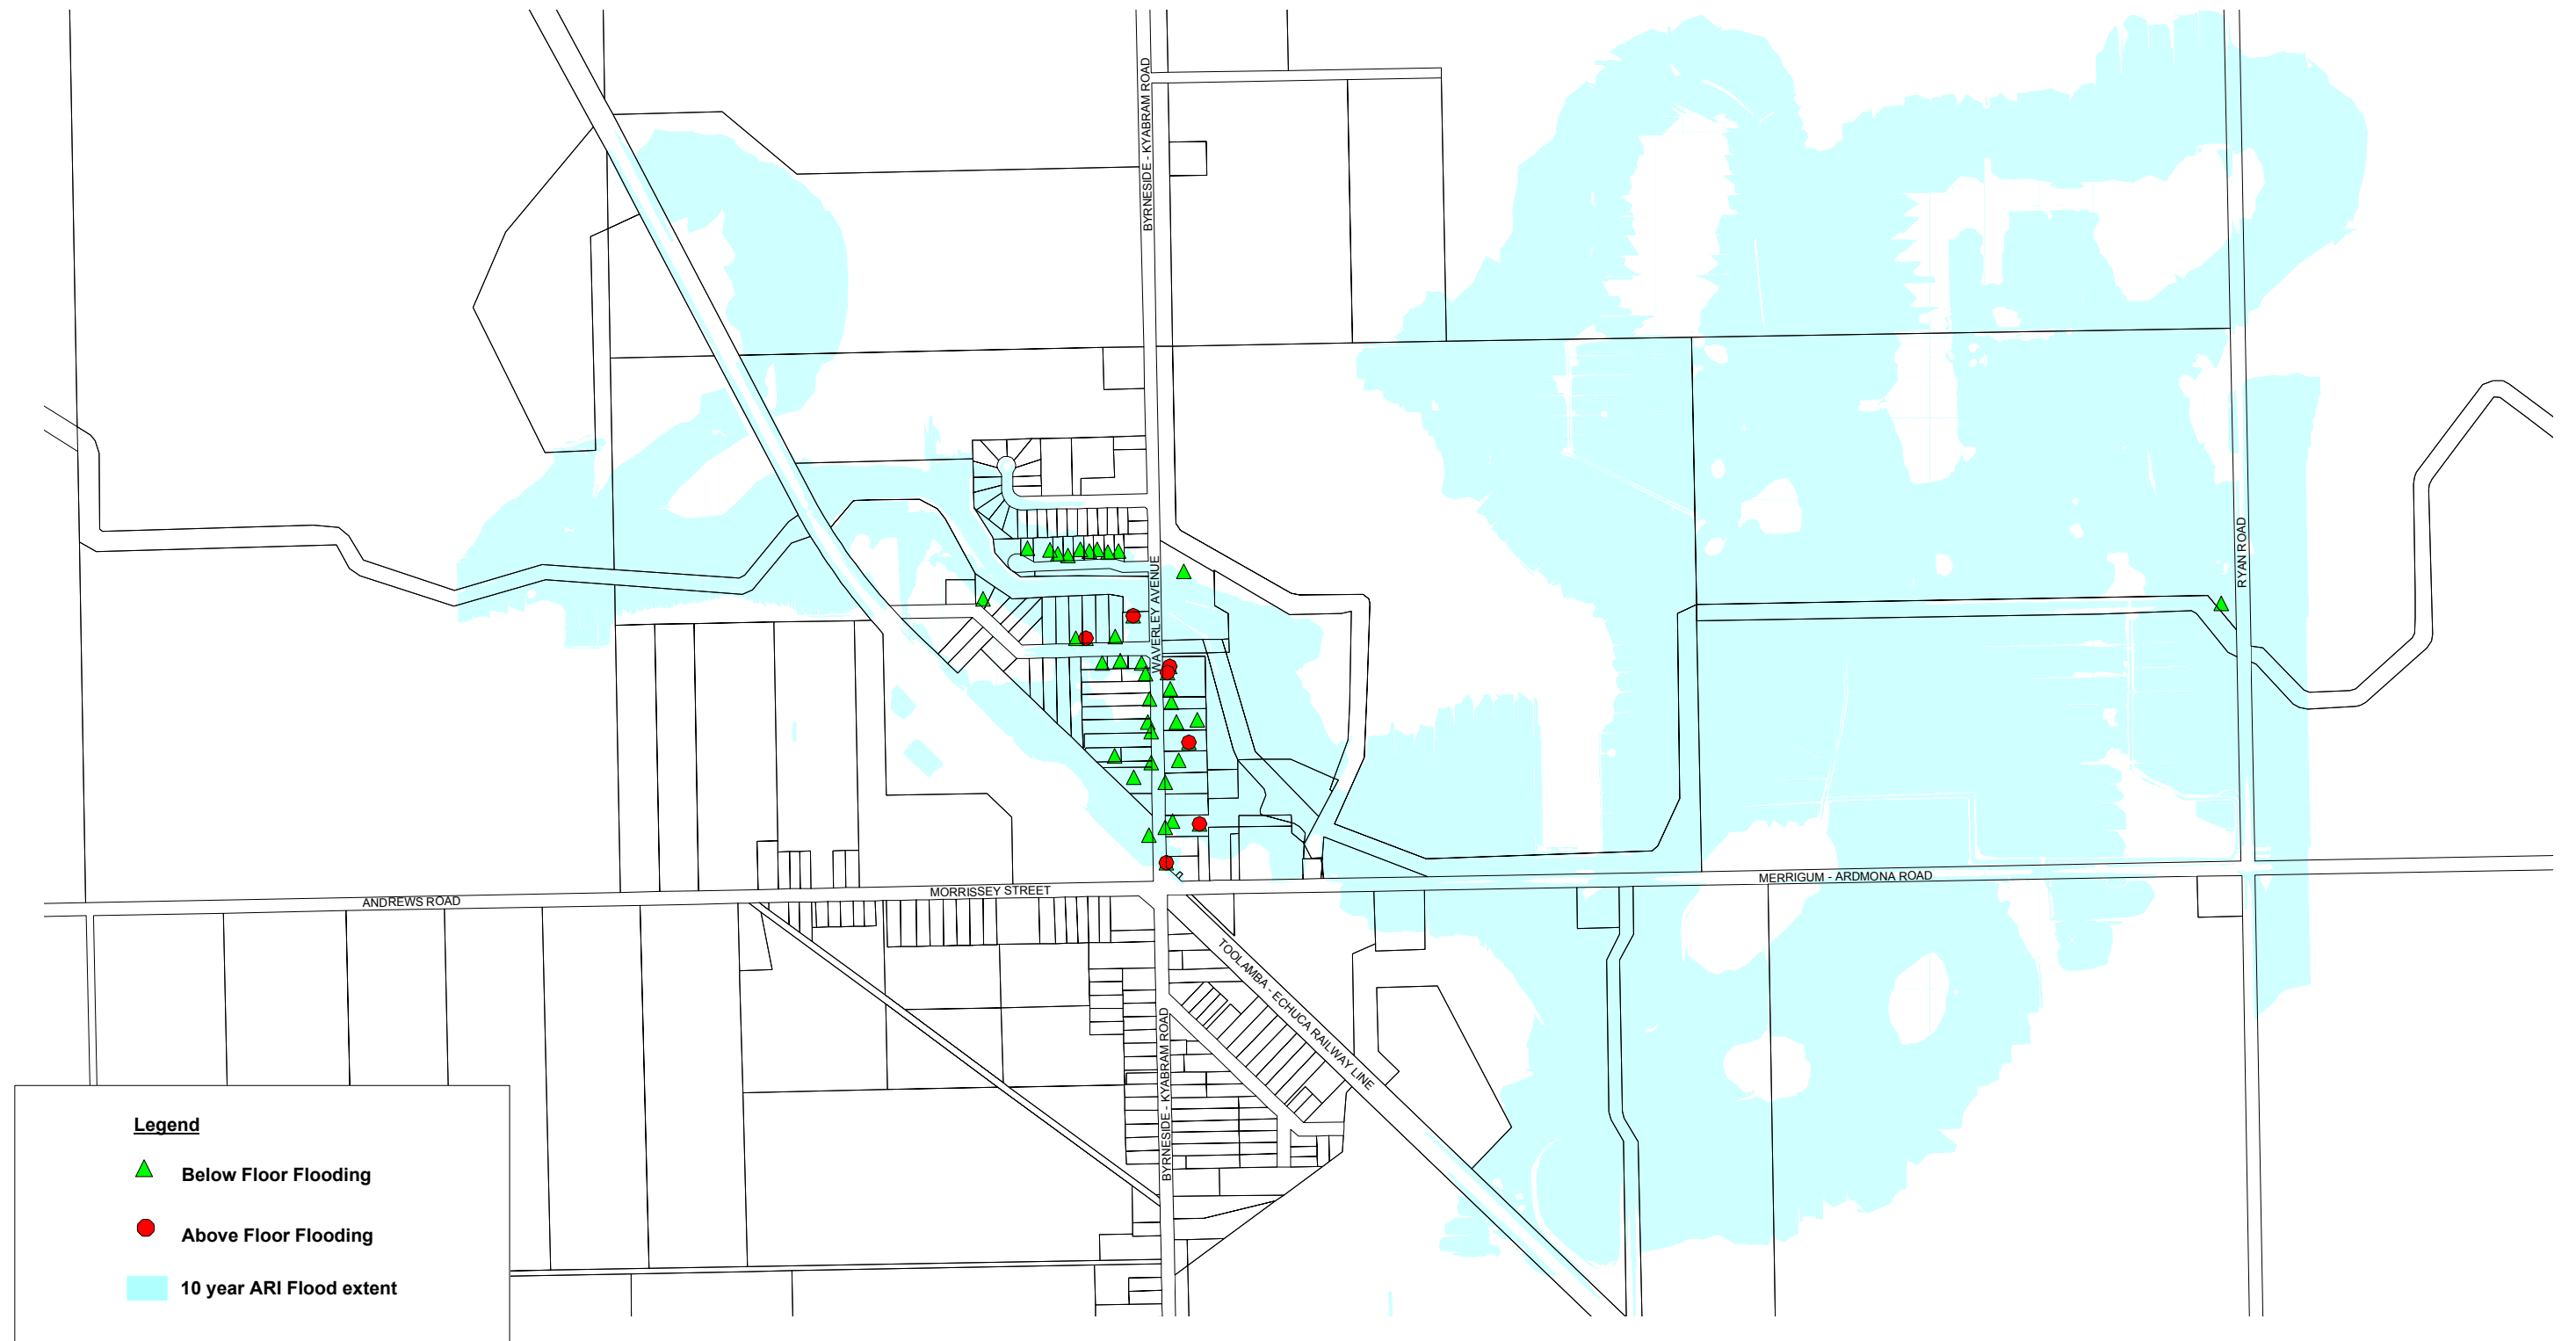 BYRNESIDE - KYABRAM ROAD
WAVERLEY AVENUE
RYAN ROAD
ANDREWS ROAD
MORRISSEY STREET
MERRIGUM - ARDMONA ROAD
TOOLAMBA - ECHUCA RAILWAY LINE
BYRNESIDE - KYABRAM ROAD
Legend
Below Floor Flooding
Above Floor Flooding
10 year ARI Flood extent